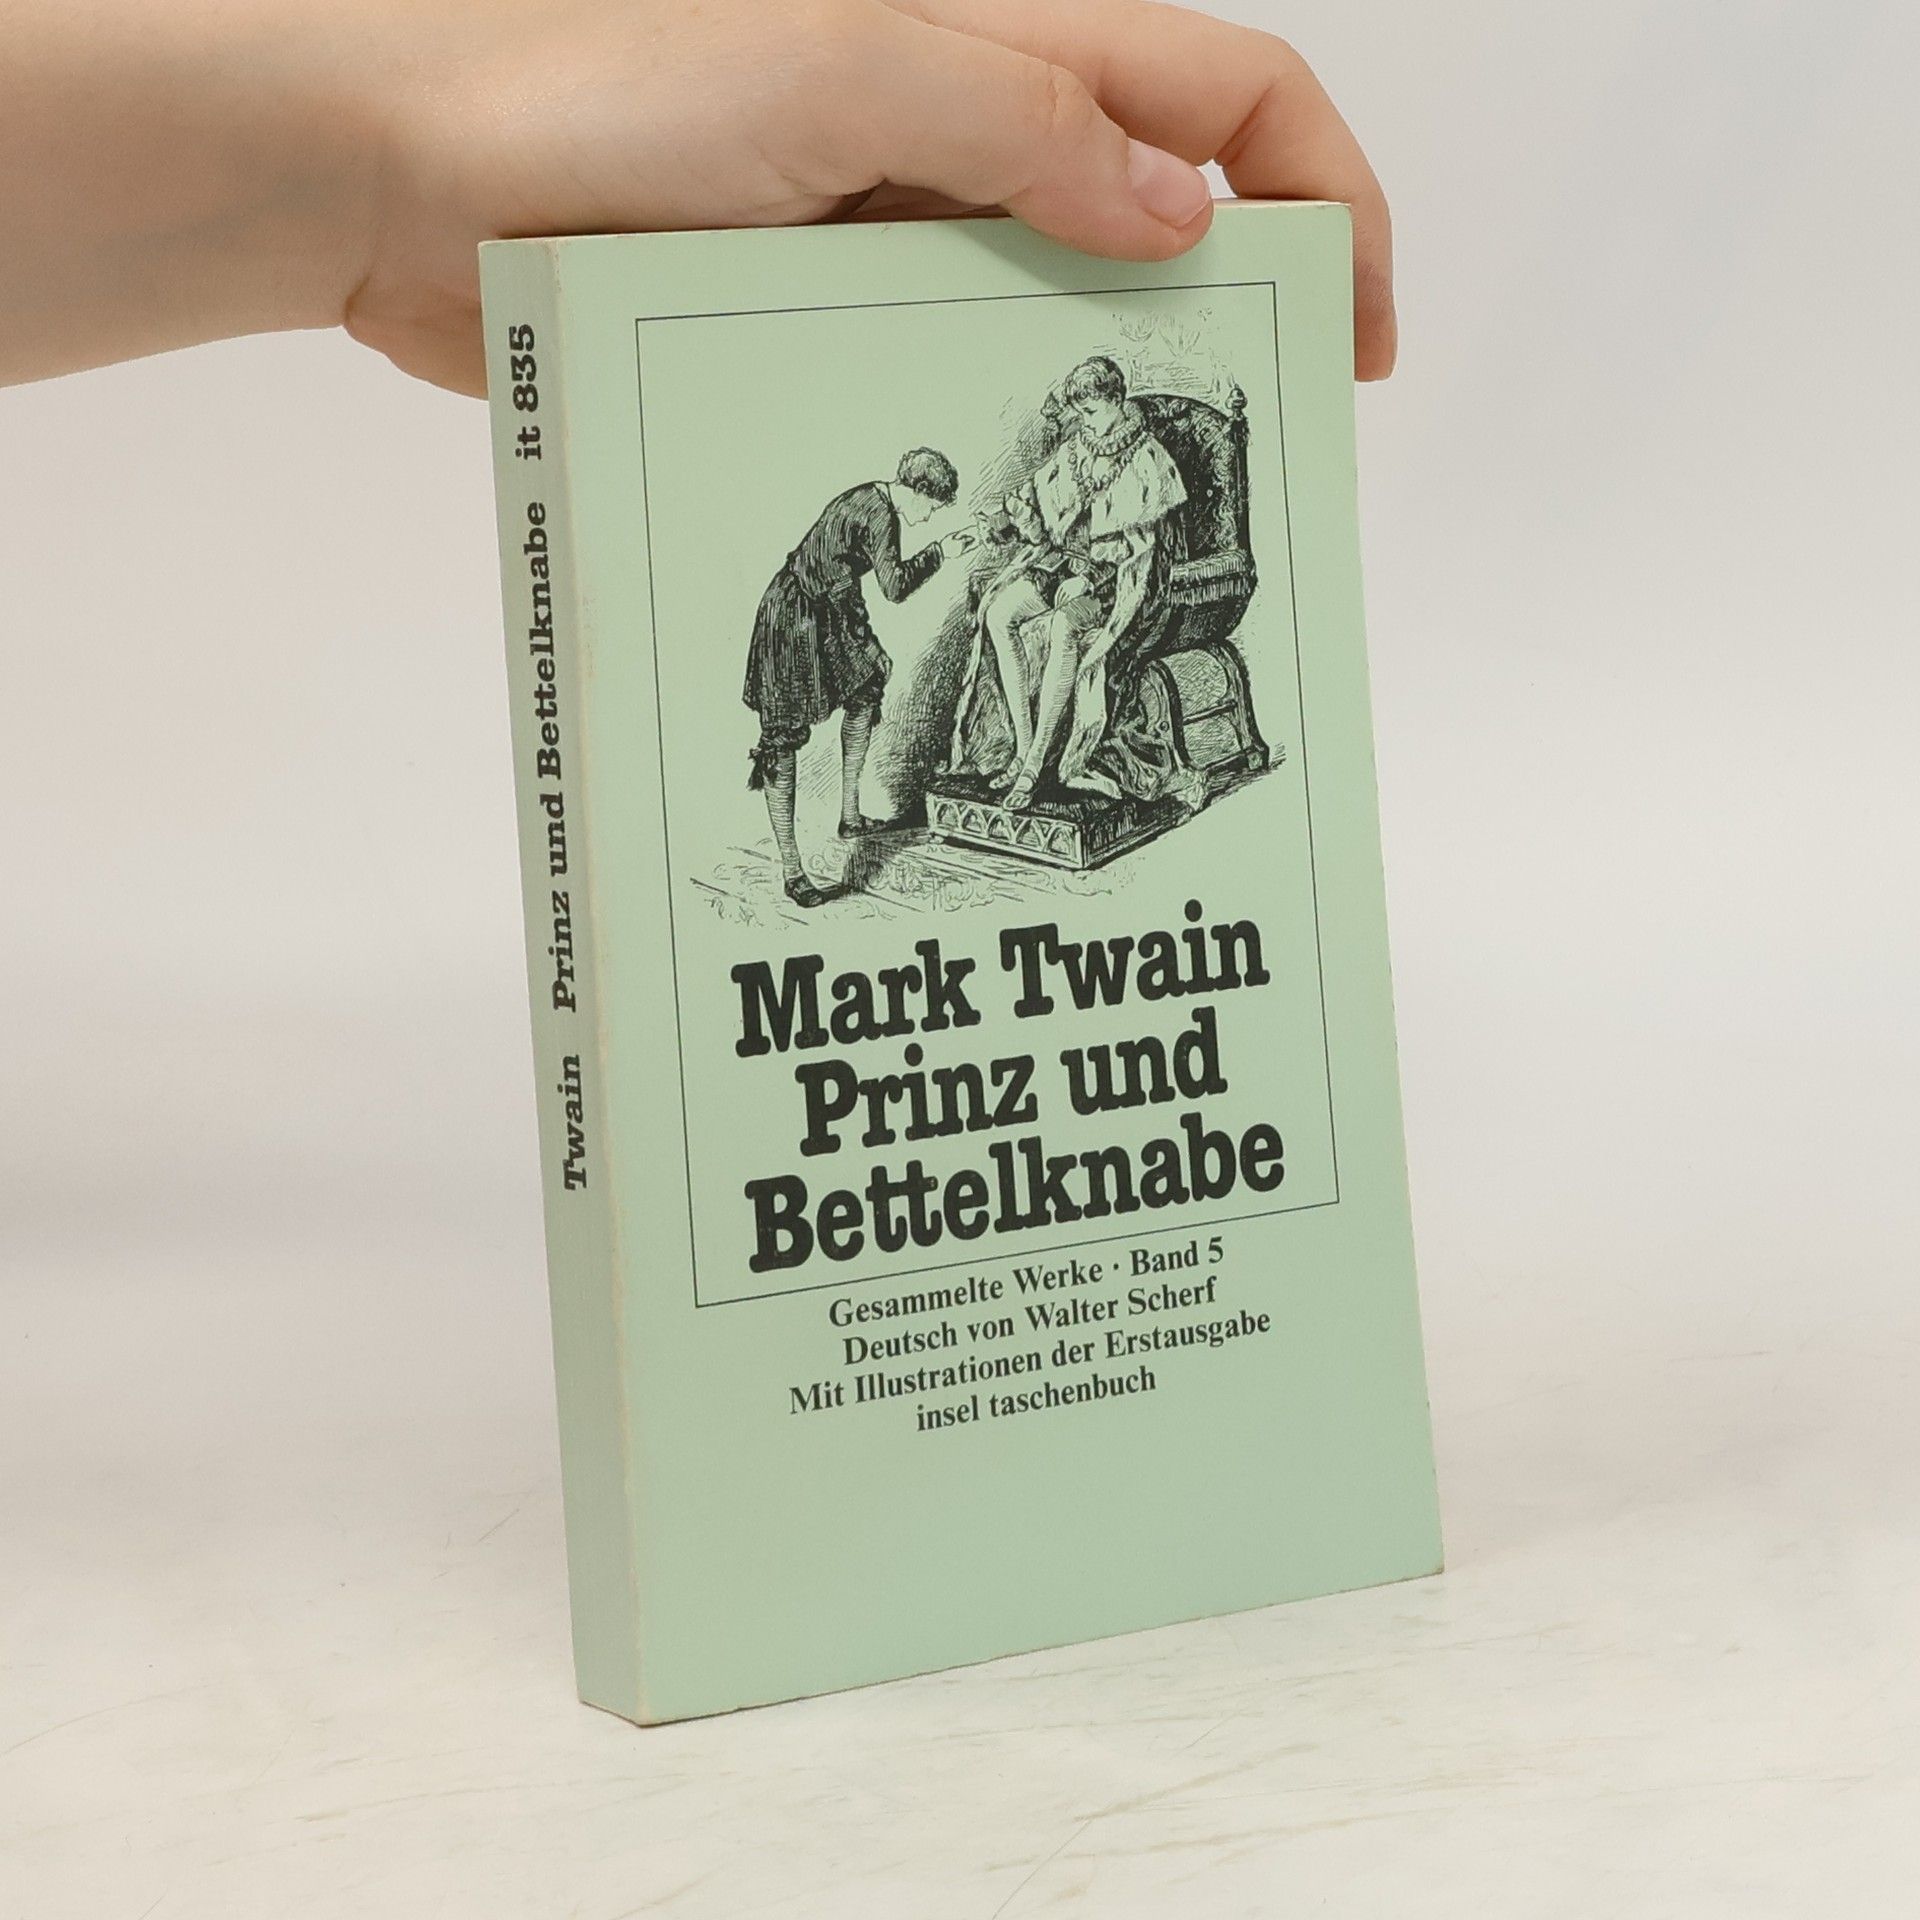 Twain Prinz und Bettelknabe it 835
Mark Twain
Prinz und
Bettelknabe
Gesammelte Werke · Band 5
Deutsch von Walter Scherf
Mit Illustrationen der Erstausgabe
insel taschenbuch